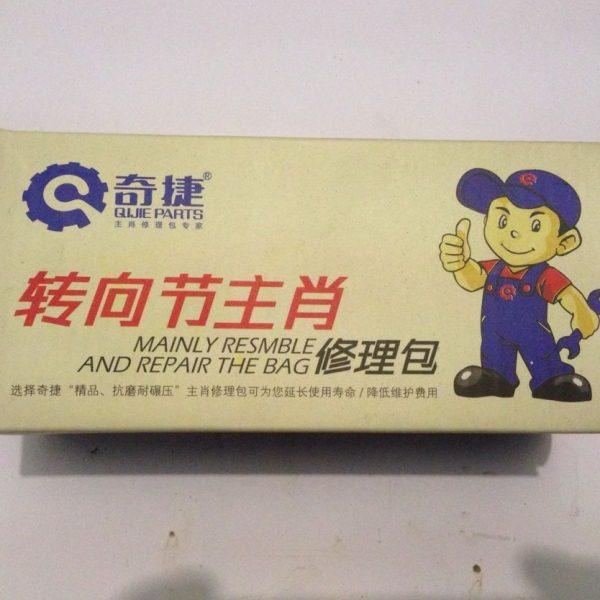 奇捷®
QIJIE PARTS
主肖修理包专家
转向节主肖
MAINLY RESMBLE
AND REPAIR THE BAG 修理包
选择奇捷“精品、抗磨耐碾压”主肖修理包可为您延长使用寿命/降低维护费用